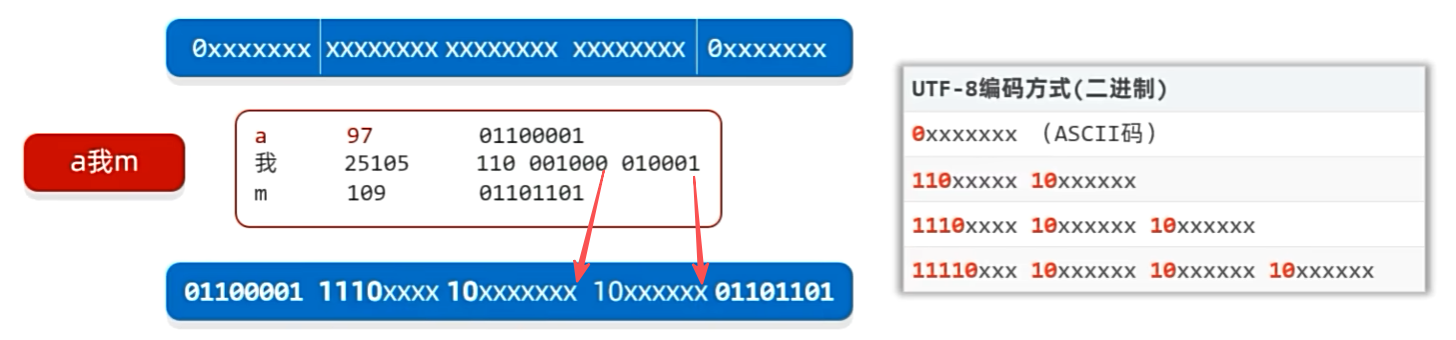 0xxxxxxx xxxxxxxx xxxxxxxx xxxxxxxx 0xxxxxxx
a我m
a 97 01100001
我 25105 110 001000 010001
m 109 01101101
01100001 1110xxxx 10xxxxxxx 10xxxxxx 01101101
UTF-8编码方式(二进制)
0xxxxxxx (ASCII码)
110xxxxx 10xxxxxx
1110xxxx 10xxxxxx 10xxxxxx
11110xxx 10xxxxxx 10xxxxxx 10xxxxxx